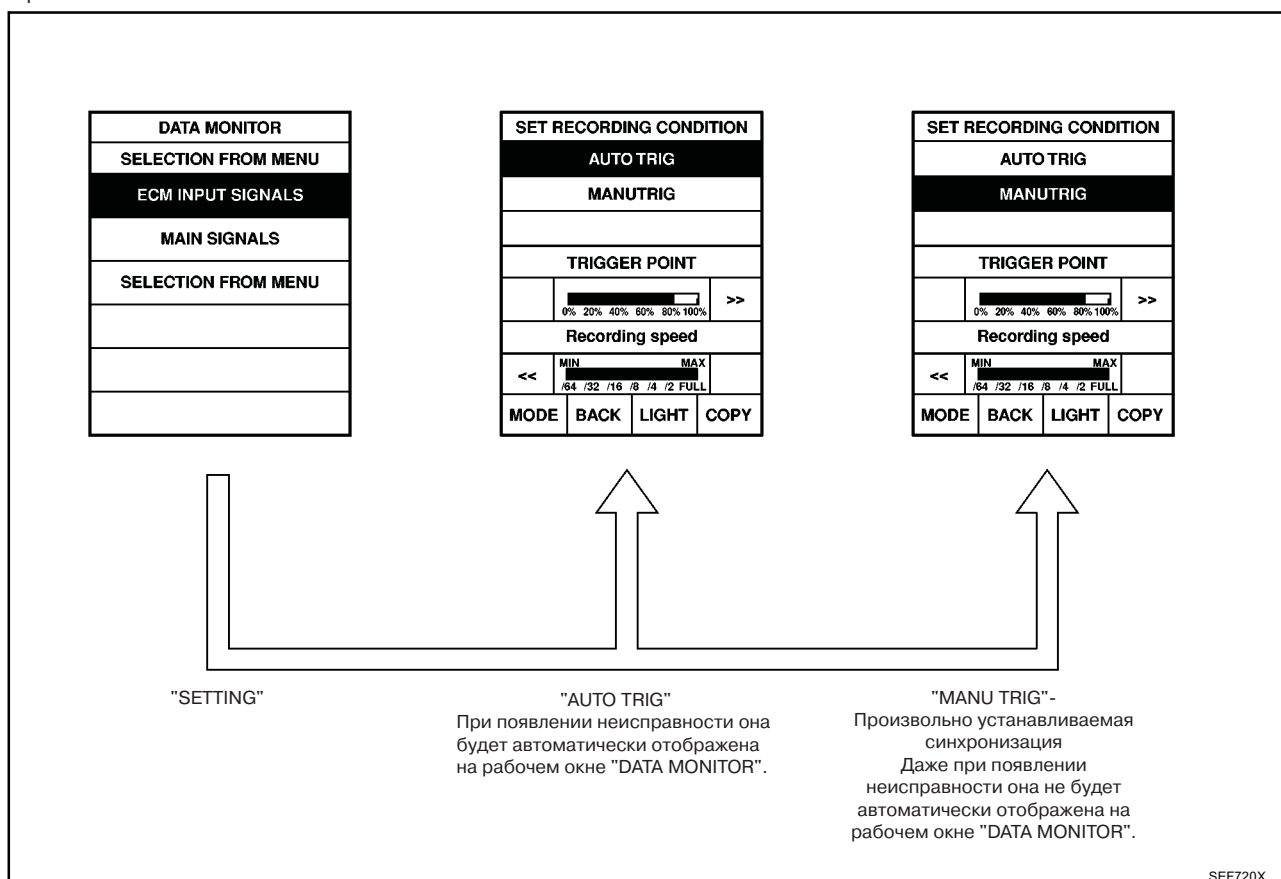 DATA MONITOR
SELECTION FROM MENU
ECM INPUT SIGNALS
MAIN SIGNALS
SELECTION FROM MENU
SET RECORDING CONDITION
AUTO TRIG
MANUTRIG
TRIGGER POINT
>>
0% 20% 40% 60% 80% 100%
Recording speed
MIN MAX
<<
/64 /32 /16 /8 /4 /2 FULL
MODE BACK LIGHT COPY
SET RECORDING CONDITION
AUTO TRIG
MANUTRIG
TRIGGER POINT
>>
0% 20% 40% 60% 80% 100%
Recording speed
MIN MAX
<<
/64 /32 /16 /8 /4 /2 FULL
MODE BACK LIGHT COPY
"SETTING"
"AUTO TRIG"
При появлении неисправности она
будет автоматически отображена
на рабочем окне "DATA MONITOR".
"MANU TRIG"-
Произвольно устанавливаемая
синхронизация
Даже при появлении
неисправности она не будет
автоматически отображена на
рабочем окне "DATA MONITOR".
SEF720X